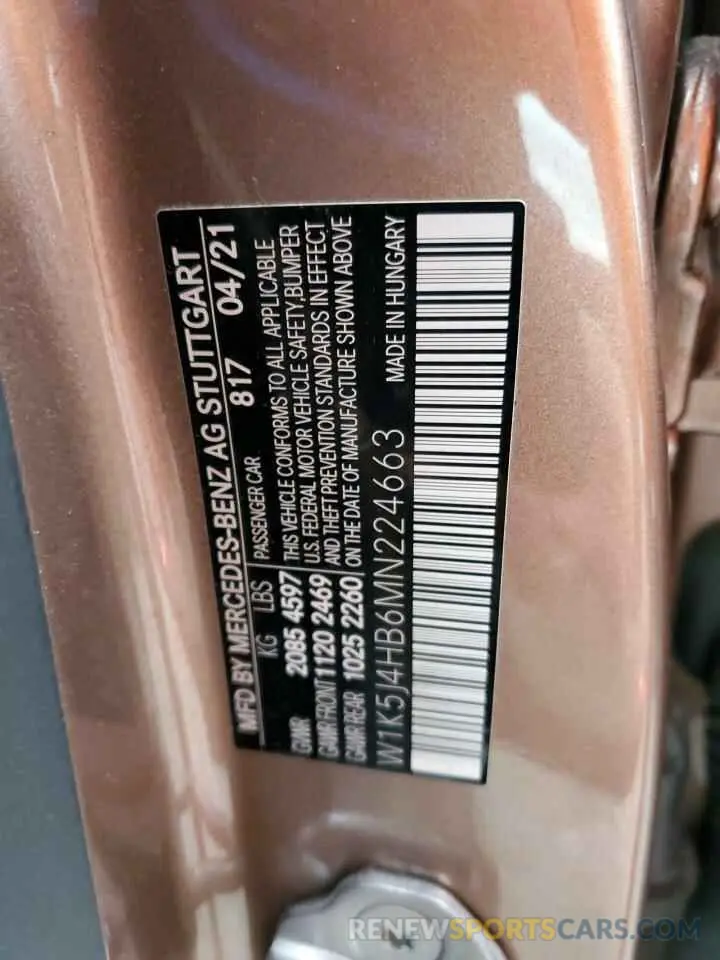 MFD BY MERCEDES-BENZ AG STUTTGART
817 04/21
KG LBS PASSENGER CAR
GVWR 2085 4597 THIS VEHICLE CONFORMS TO ALL APPLICABLE
GAWR FRONT 1120 2469 U.S. FEDERAL MOTOR VEHICLE SAFETY,BUMPER
GAWR REAR 1025 2260 AND THEFT PREVENTION STANDARDS IN EFFECT
ON THE DATE OF MANUFACTURE SHOWN ABOVE
W1K5J4HB6MN224663 MADE IN HUNGARY
RENEWSPORTSCARS.COM